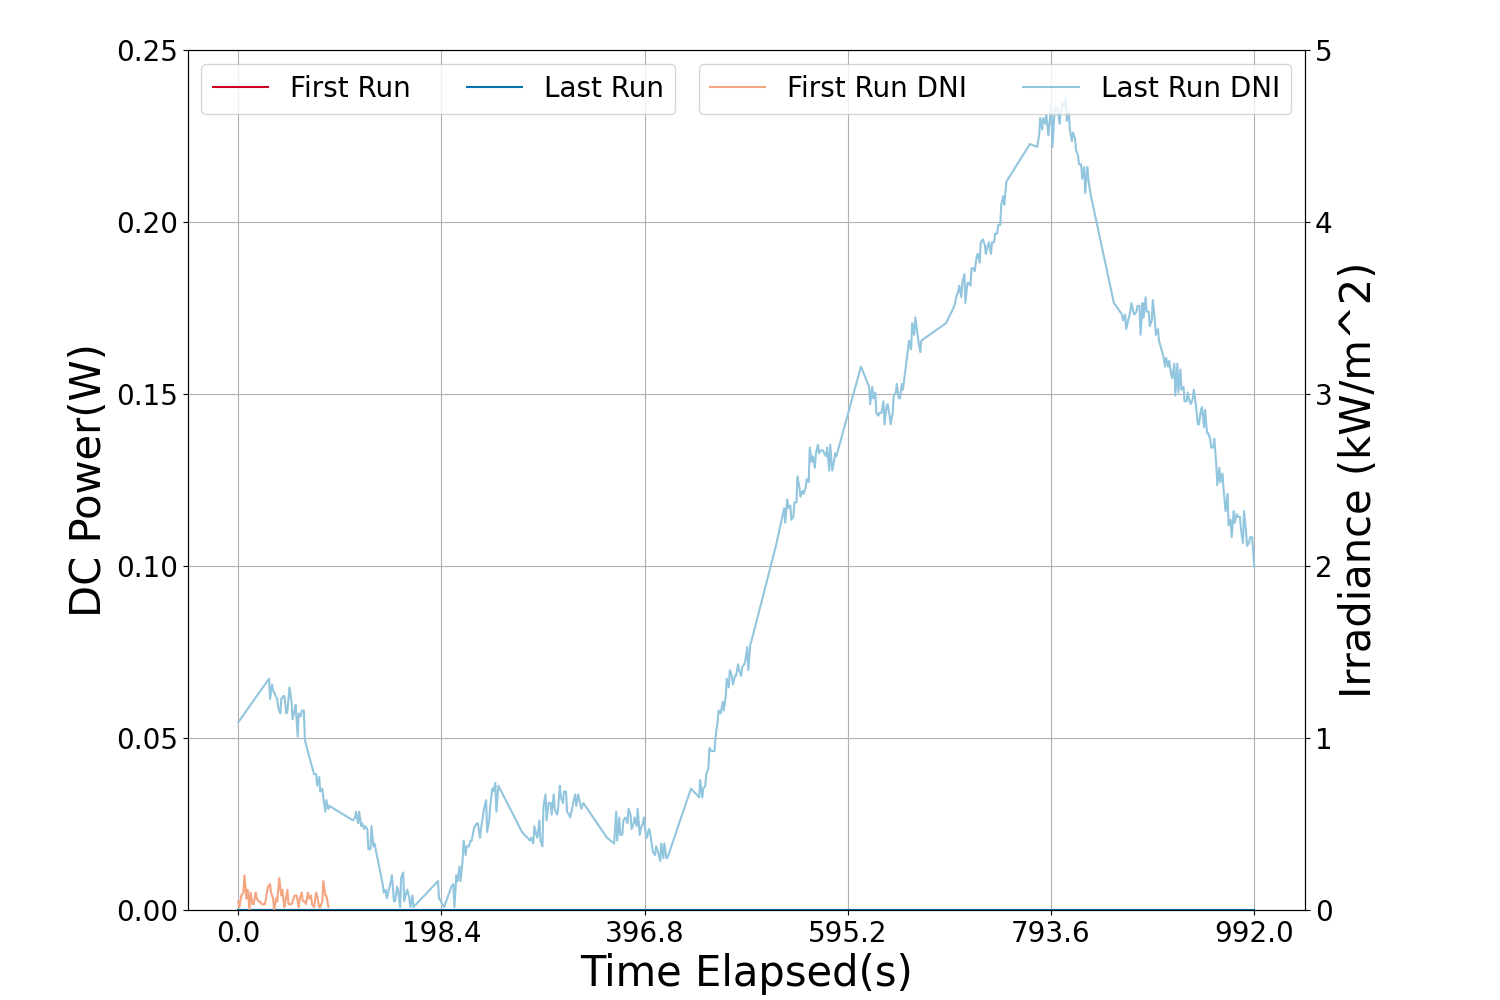 First Run
Last Run
First Run DNI
Last Run DNI
DC Power(W)
0.25
0.20
0.15
0.10
0.05
0.00
5
4
3
2
1
0
Irradiance (kW/m^2)
0.0
198.4
396.8
595.2
793.6
992.0
Time Elapsed(s)